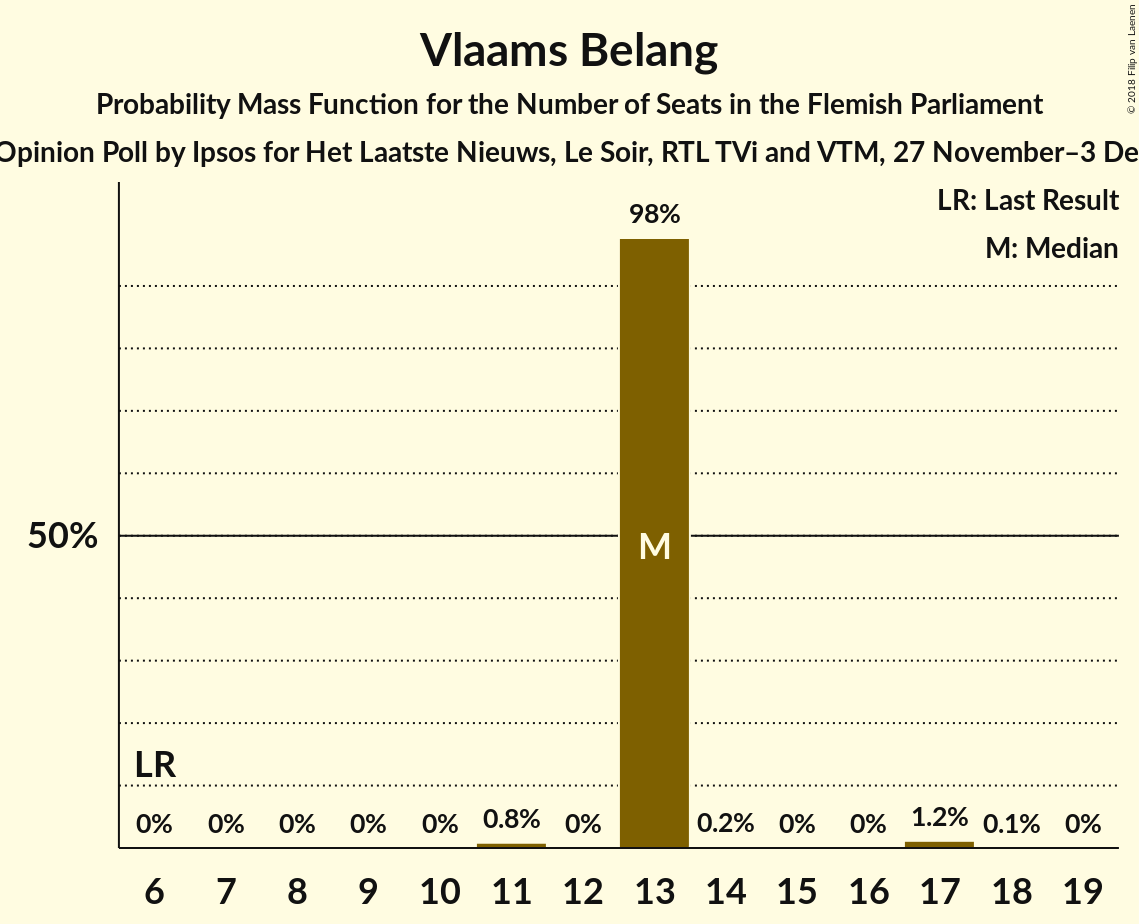 Vlaams Belang
Probability Mass Function for the Number of Seats in the Flemish Parliament
Opinion Poll by Ipsos for Het Laatste Nieuws, Le Soir, RTL TVi and VTM, 27 November–3 De
© 2018 Filip van Laenen
LR: Last Result
M: Median
98%
50%
M
LR
0% 0% 0% 0% 0% 0.8% 0% 0.2% 0% 0% 1.2% 0.1% 0%
6 7 8 9 10 11 12 13 14 15 16 17 18 19